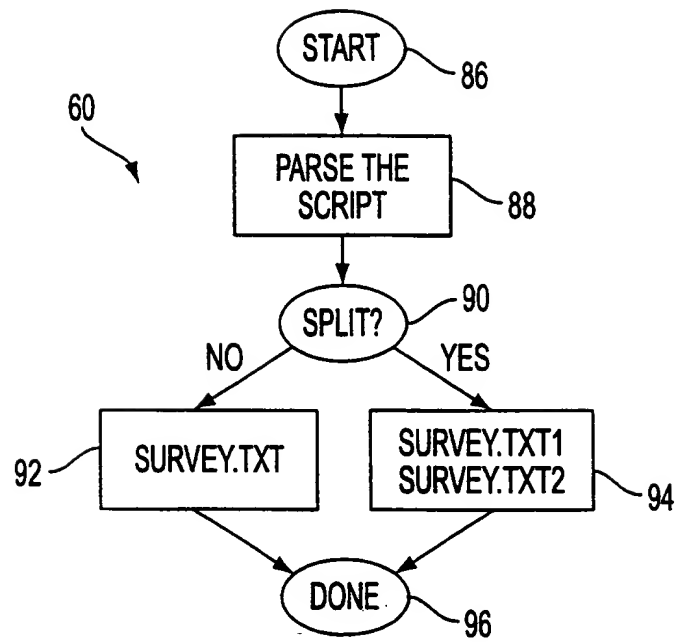 START
86
60
PARSE THE
SCRIPT
88
90
SPLIT?
NO
YES
SURVEY.TXT
92
SURVEY.TXT1
SURVEY.TXT2
94
DONE
96